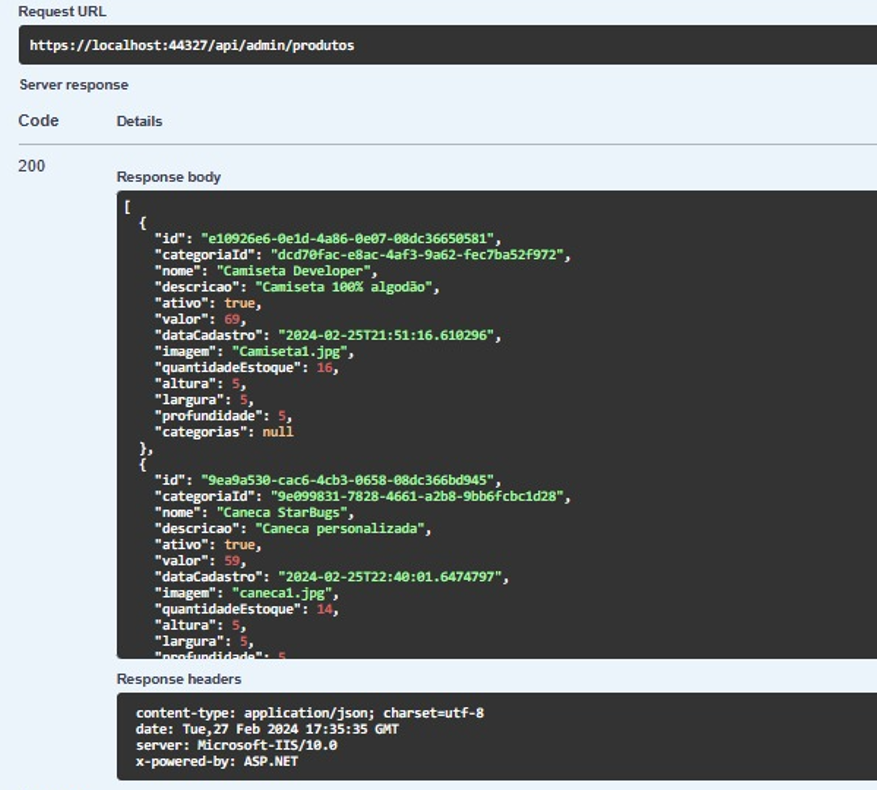 Request URL
https://localhost:44327/api/admin/produtos
Server response
Code Details
200
Response body
[
{
"id": "e10926e6-0e1d-4a86-0e07-08dc36650581",
"categoriaId": "dcd70fac-e8ac-4af3-9a62-fec7ba52f972",
"nome": "Camiseta Developer",
"descricao": "Camiseta 100% algodão",
"ativo": true,
"valor": 69,
"dataCadastro": "2024-02-25T21:51:16.610296",
"imagem": "Camiseta1.jpg",
"quantidadeEstoque": 16,
"altura": 5,
"largura": 5,
"profundidade": 5,
"categorias": null
},
{
"id": "9ea9a530-cac6-4cb3-0658-08dc366bd945",
"categoriaId": "9e099831-7828-4661-a2b8-9bb6fcbc1d28",
"nome": "Caneca StarBugs",
"descricao": "Caneca personalizada",
"ativo": true,
"valor": 59,
"dataCadastro": "2024-02-25T22:40:01.6474797",
"imagem": "caneca1.jpg",
"quantidadeEstoque": 14,
"altura": 5,
"largura": 5,
"profundidade": 5
Response headers
content-type: application/json; charset=utf-8
date: Tue,27 Feb 2024 17:35:35 GMT
server: Microsoft-IIS/10.0
x-powered-by: ASP.NET